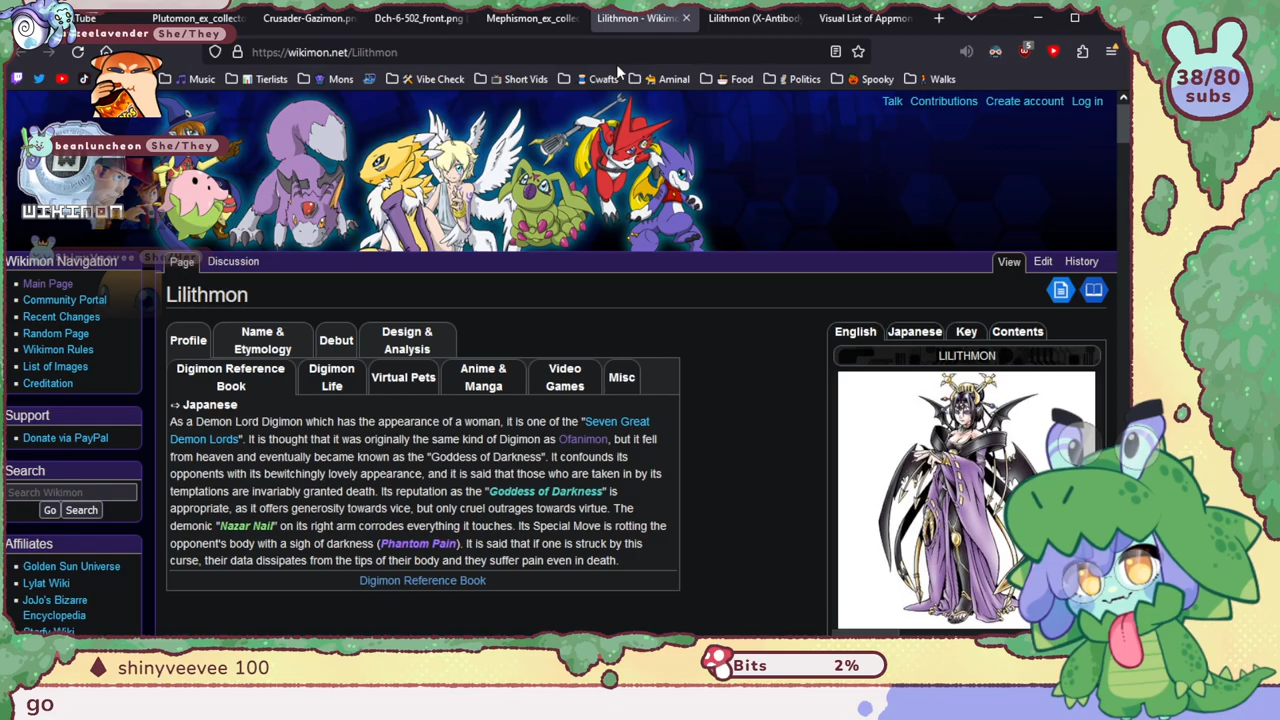 Tube
Plutomon_ex_collecto
Crusader-Gazimon.pn
Dch-6-502_front.png
Mephismon_ex_collec
Lilithmon - Wikim
Lilithmon (X-Antibod
Visual List of Appmon
She/They
https://wikimon.net/Lilithmon
5
38/80
subs
Music
Tierlists
Mons
Vibe Check
Short Vids
Cwafts
Aminal
Food
Politics
Spooky
Walks
Talk Contributions Create account Log in
beanluncheon She/They
WIKIMON
ShinyVeevee She/Her
Wikimon Navigation
Main Page
Community Portal
Recent Changes
Random Page
Wikimon Rules
List of Images
Creditation
Support
Donate via PayPal
Search
Search Wikimon
Go Search
Affiliates
Golden Sun Universe
Lylat Wiki
JoJo's Bizarre
Encyclopedia
Page Discussion
View Edit History
Lilithmon
Profile
Name &
Etymology
Debut
Design &
Analysis
Digimon Reference
Book
Digimon
Life
Virtual Pets
Anime &
Manga
Video
Games
Misc
⇨ Japanese
As a Demon Lord Digimon which has the appearance of a woman, it is one of the "Seven Great
Demon Lords". It is thought that it was originally the same kind of Digimon as Ofanimon, but it fell
from heaven and eventually became known as the "Goddess of Darkness". It confounds its
opponents with its bewitchingly lovely appearance, and it is said that those who are taken in by its
temptations are invariably granted death. Its reputation as the "Goddess of Darkness" is
appropriate, as it offers generosity towards vice, but only cruel outrages towards virtue. The
demonic "Nazar Nail" on its right arm corrodes everything it touches. Its Special Move is rotting the
opponent's body with a sigh of darkness (Phantom Pain). It is said that if one is struck by this
curse, their data dissipates from the tips of their body and they suffer pain even in death.
Digimon Reference Book
English Japanese Key Contents
LILITHMON
shinyveevee 100
Bits 2%
go